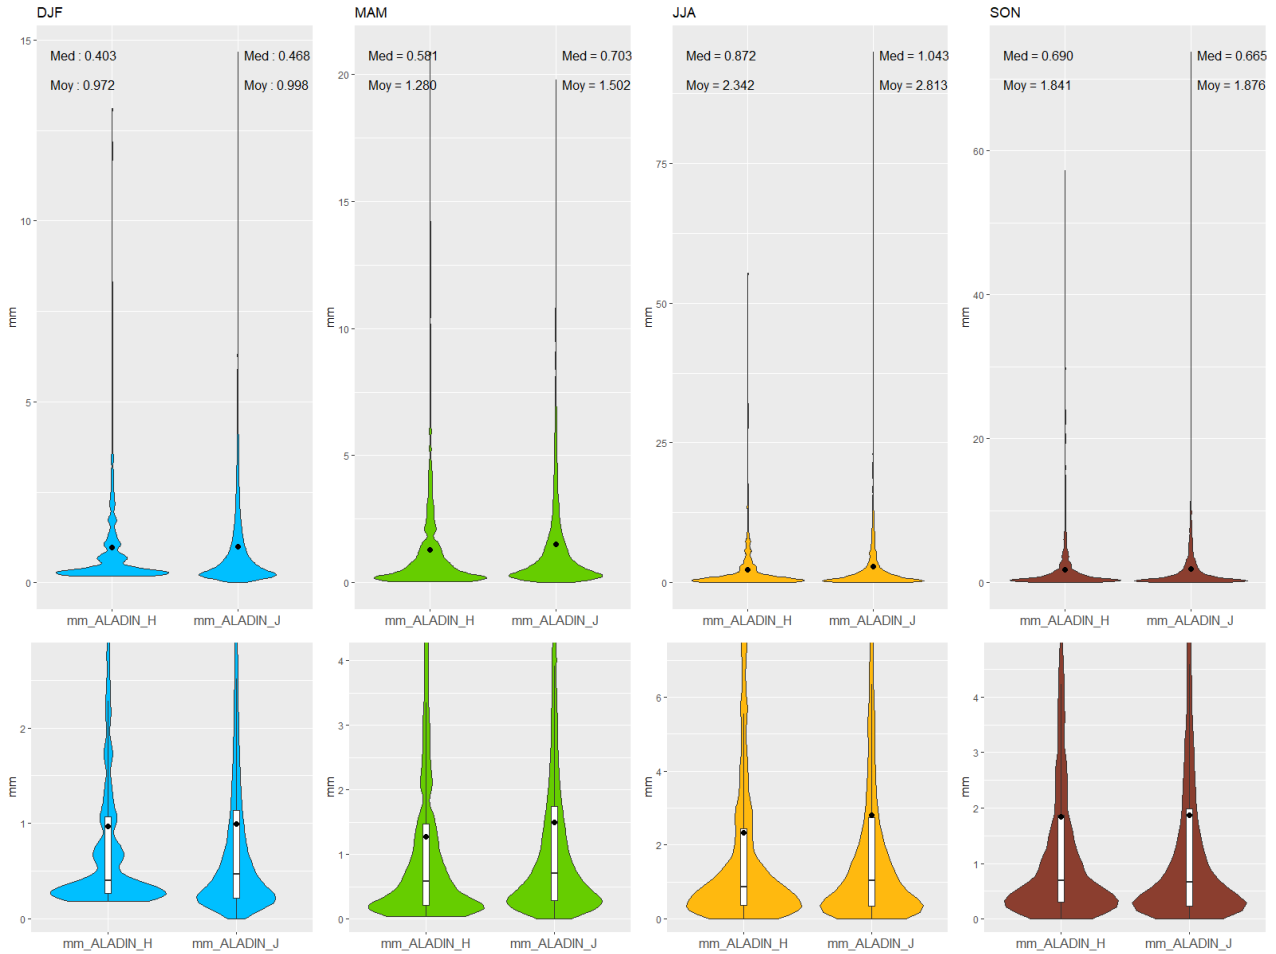 DJF
MAM
JJA
SON
Med : 0.403
Med : 0.468
Moy : 0.972
Moy : 0.998
Med = 0.581
Med = 0.703
Moy = 1.280
Moy = 1.502
Med = 0.872
Med = 1.043
Moy = 2.342
Moy = 2.813
Med = 0.690
Med = 0.665
Moy = 1.841
Moy = 1.876
15
10
5
0
mm
mm_ALADIN_H
mm_ALADIN_J
20
15
10
5
0
mm
mm_ALADIN_H
mm_ALADIN_J
75
50
25
0
mm
mm_ALADIN_H
mm_ALADIN_J
60
40
20
0
mm
mm_ALADIN_H
mm_ALADIN_J
2
1
0
mm
mm_ALADIN_H
mm_ALADIN_J
4
3
2
1
0
mm
mm_ALADIN_H
mm_ALADIN_J
6
4
2
0
mm
mm_ALADIN_H
mm_ALADIN_J
4
3
2
1
0
mm
mm_ALADIN_H
mm_ALADIN_J